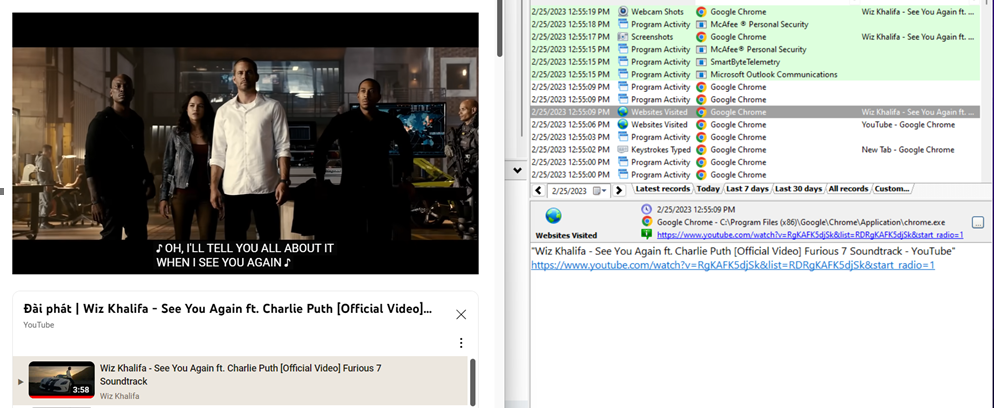 ♪ OH, I'LL TELL YOU ALL ABOUT IT
WHEN I SEE YOU AGAIN ♪
Đài phát | Wiz Khalifa - See You Again ft. Charlie Puth [Official Video]...
YouTube
3:58
Wiz Khalifa - See You Again ft. Charlie Puth [Official Video] Furious 7
Soundtrack
Wiz Khalifa
2/25/2023 12:55:19 PM Webcam Shots Google Chrome Wiz Khalifa - See You Again ft. ...
2/25/2023 12:55:18 PM Program Activity McAfee ® Personal Security
2/25/2023 12:55:17 PM Screenshots Google Chrome Wiz Khalifa - See You Again ft. ...
2/25/2023 12:55:15 PM Program Activity McAfee® Personal Security
2/25/2023 12:55:15 PM Program Activity SmartByteTelemetry
2/25/2023 12:55:15 PM Program Activity Microsoft Outlook Communications
2/25/2023 12:55:09 PM Program Activity Google Chrome
2/25/2023 12:55:09 PM Program Activity Google Chrome
2/25/2023 12:55:09 PM Websites Visited Google Chrome Wiz Khalifa - See You Again ft. ...
2/25/2023 12:55:06 PM Websites Visited Google Chrome YouTube - Google Chrome
2/25/2023 12:55:03 PM Program Activity Google Chrome
2/25/2023 12:55:02 PM Keystrokes Typed Google Chrome New Tab - Google Chrome
2/25/2023 12:55:00 PM Program Activity Google Chrome
2/25/2023 12:55:00 PM Program Activity Google Chrome
2/25/2023 Latest records Today Last 7 days Last 30 days All records Custom...
2/25/2023 12:55:09 PM
Google Chrome - C:\Program Files (x86)\Google\Chrome\Application\chrome.exe
Websites Visited https://www.youtube.com/watch?v=RgKAFK5djSk&list=RDRgKAFK5djSk&start_radio=1
"Wiz Khalifa - See You Again ft. Charlie Puth [Official Video] Furious 7 Soundtrack - YouTube"
https://www.youtube.com/watch?v=RgKAFK5djSk&list=RDRgKAFK5djSk&start_radio=1